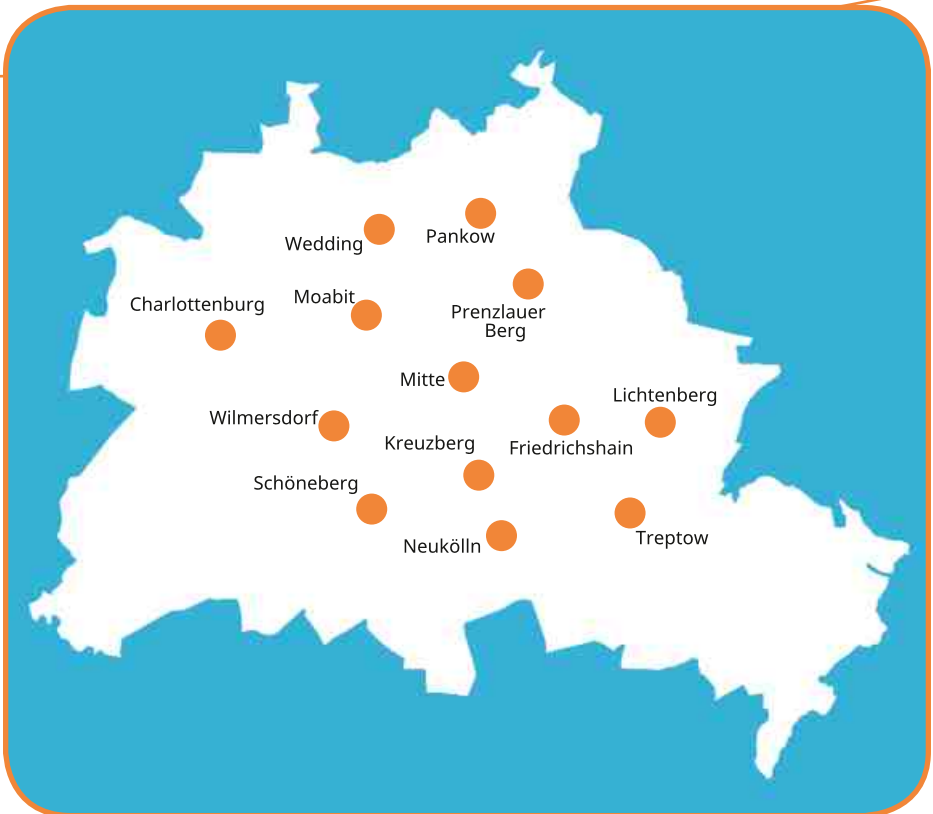 Wedding
Pankow
Charlottenburg
Moabit
Prenzlauer
Berg
Mitte
Lichtenberg
Wilmersdorf
Kreuzberg
Friedrichshain
Schöneberg
Neukölln
Treptow